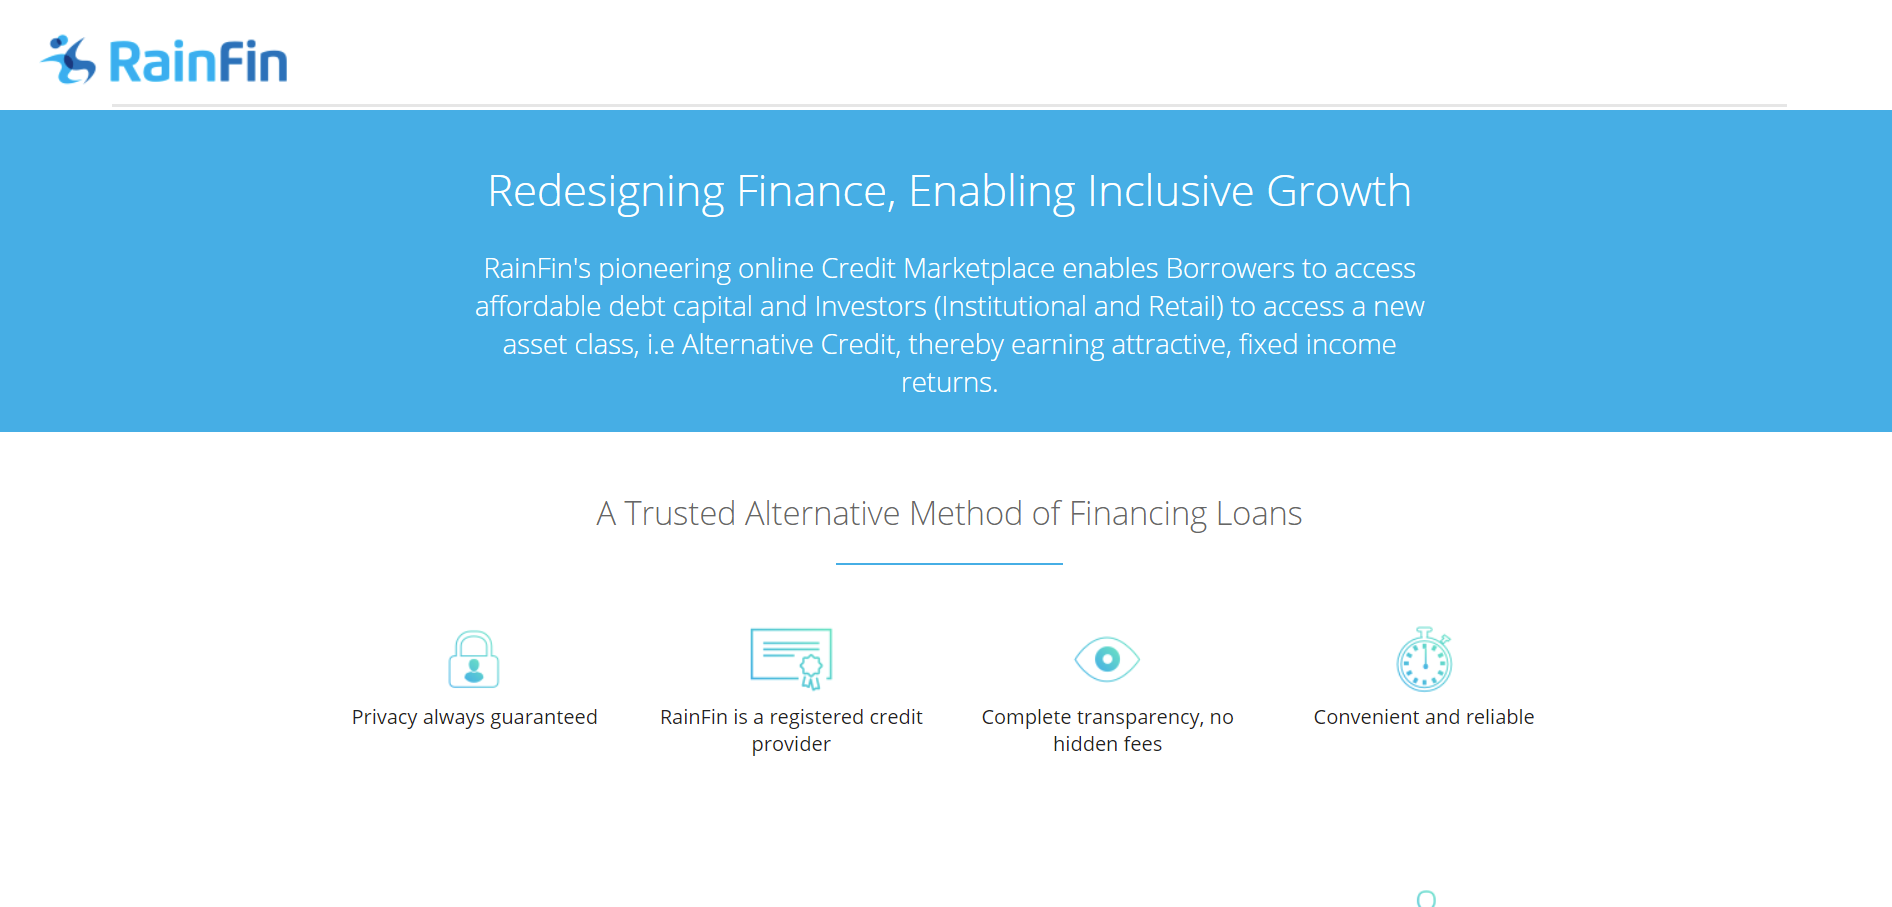 RainFin
Redesigning Finance, Enabling Inclusive Growth
RainFin's pioneering online Credit Marketplace enables Borrowers to access
affordable debt capital and Investors (Institutional and Retail) to access a new
asset class, i.e Alternative Credit, thereby earning attractive, fixed income
returns.
A Trusted Alternative Method of Financing Loans
Privacy always guaranteed
RainFin is a registered credit
provider
Complete transparency, no
hidden fees
Convenient and reliable